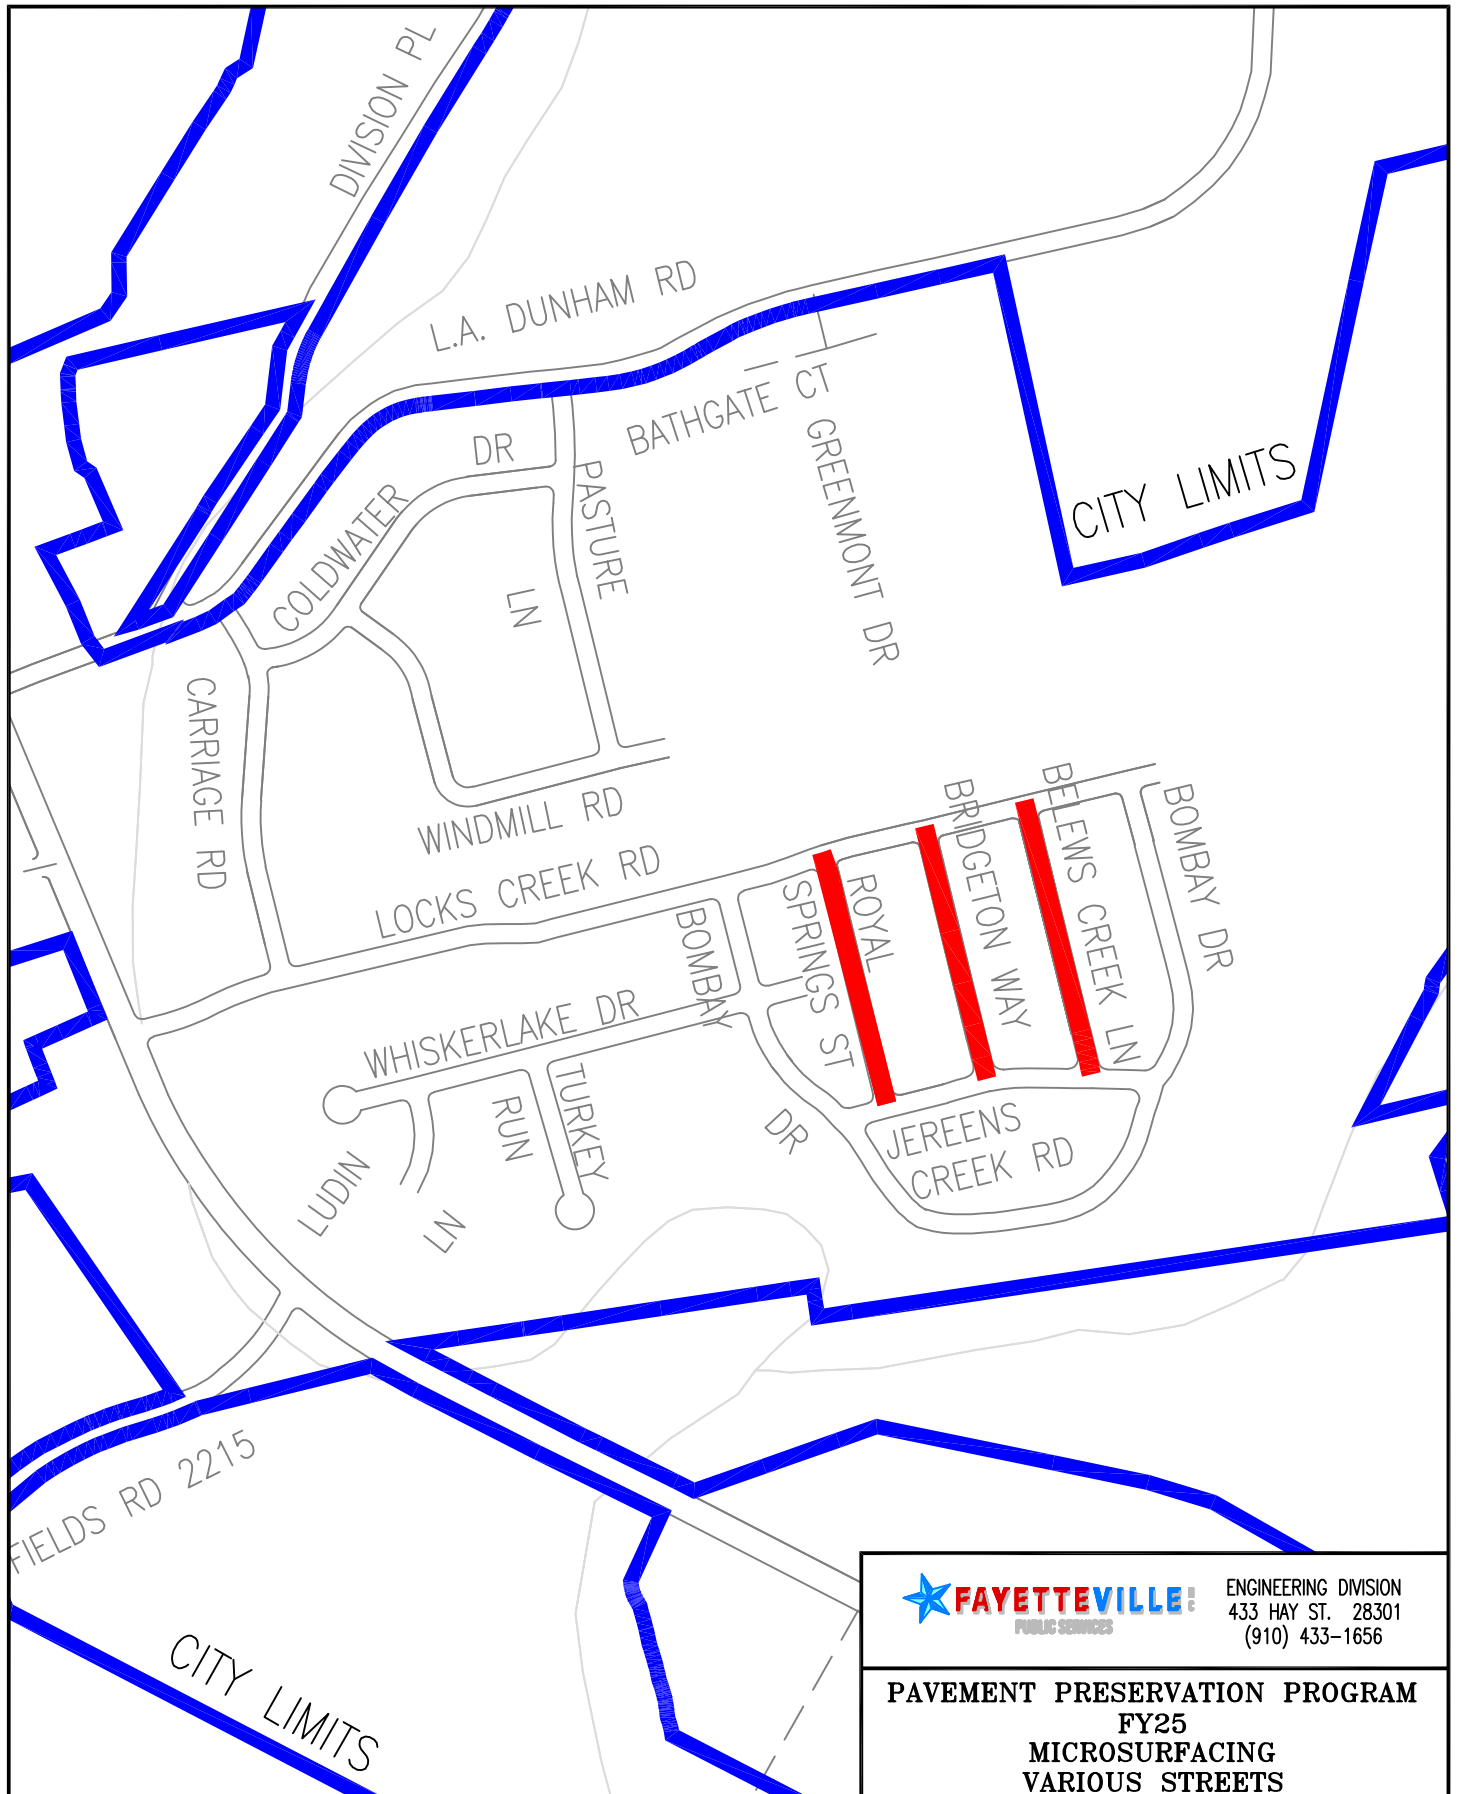 DIVISION PL
L.A. DUNHAM RD
BATHGATE CT
GREENMONT DR
CITY LIMITS
COLDWATER DR
PASTURE LN
CARRIAGE RD
WINDMILL RD
LOCKS CREEK RD
BOMBAY DR
SPRINGS ST
ROYAL
BRIDGETON WAY
BELEWS CREEK LN
BOMBAY DR
WHISKERLAKE DR
TURKEY
RUN
LUDIN
LN
JEREENS
CREEK RD
FIELDS RD 2215
CITY LIMITS
FAYETTEVILLE
PUBLIC SERVICES
ENGINEERING DIVISION
433 HAY ST. 28301
(910) 433-1656
PAVEMENT PRESERVATION PROGRAM
FY25
MICROSURFACING
VARIOUS STREETS